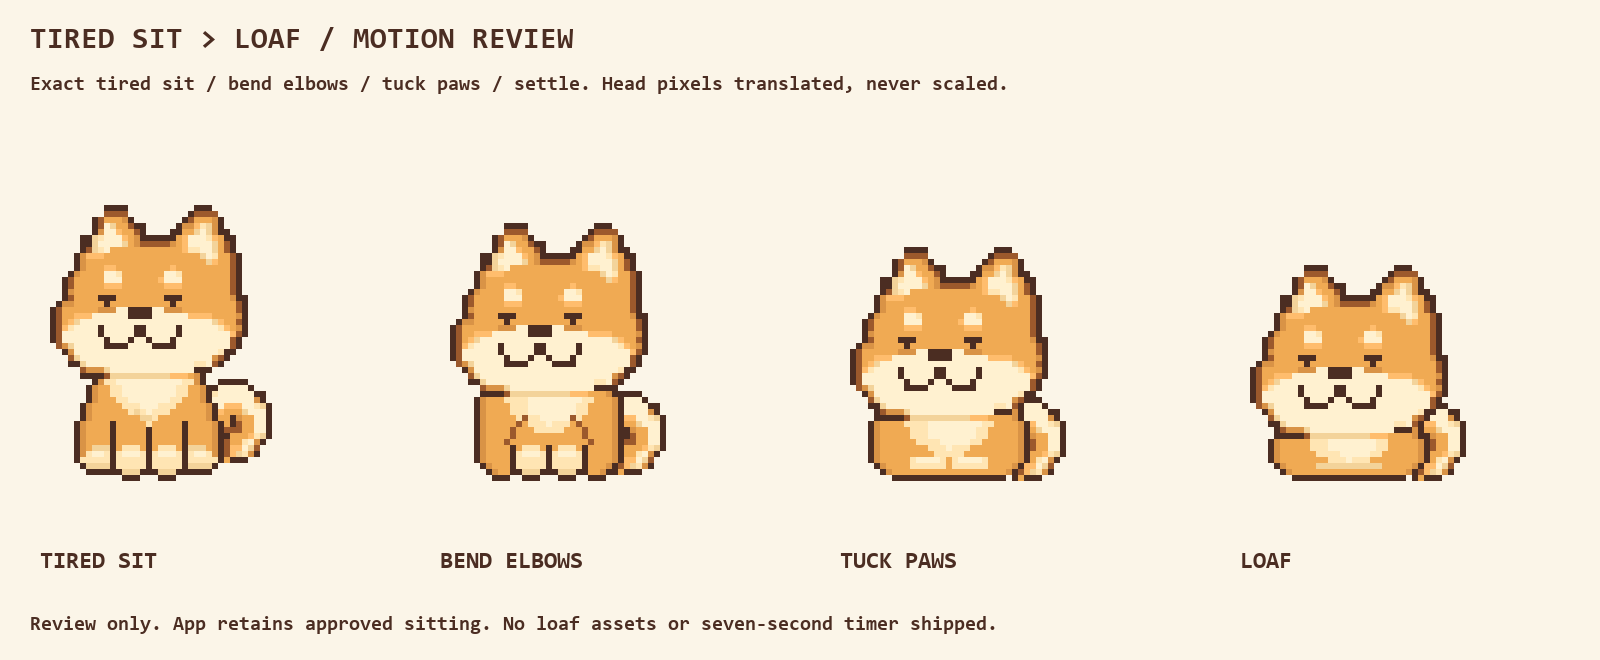 TIRED SIT > LOAF / MOTION REVIEW
Exact tired sit / bend elbows / tuck paws / settle. Head pixels translated, never scaled.
TIRED SIT
BEND ELBOWS
TUCK PAWS
LOAF
Review only. App retains approved sitting. No loaf assets or seven-second timer shipped.